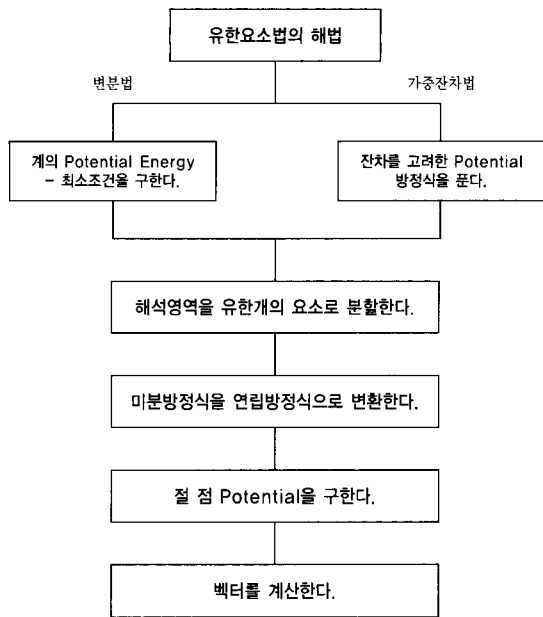 유한요소법의 해법
변분법
가중잔차법
계의 Potential Energy
- 최소조건을 구한다.
잔차를 고려한 Potential
방정식을 푼다.
해석영역을 유한개의 요소로 분할한다.
미분방정식을 연립방정식으로 변환한다.
절 점 Potential을 구한다.
벡터를 계산한다.